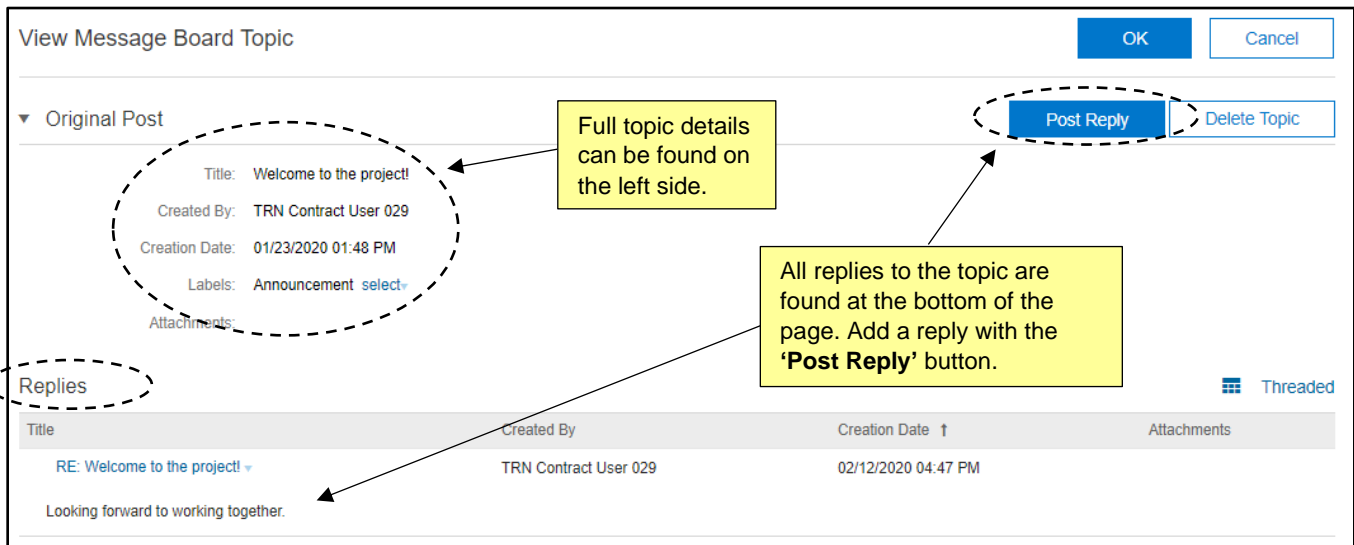 View Message Board Topic
OK
Cancel
Original Post
Post Reply
Delete Topic
Full topic details
can be found on
the left side.
Title: Welcome to the project!
Created By: TRN Contract User 029
Creation Date: 01/23/2020 01:48 PM
Labels: Announcement select
Attachments:
All replies to the topic are
found at the bottom of the
page. Add a reply with the
‘Post Reply’ button.
Replies
Threaded
Title Created By Creation Date ↑ Attachments
RE: Welcome to the project! TRN Contract User 029 02/12/2020 04:47 PM
Looking forward to working together.